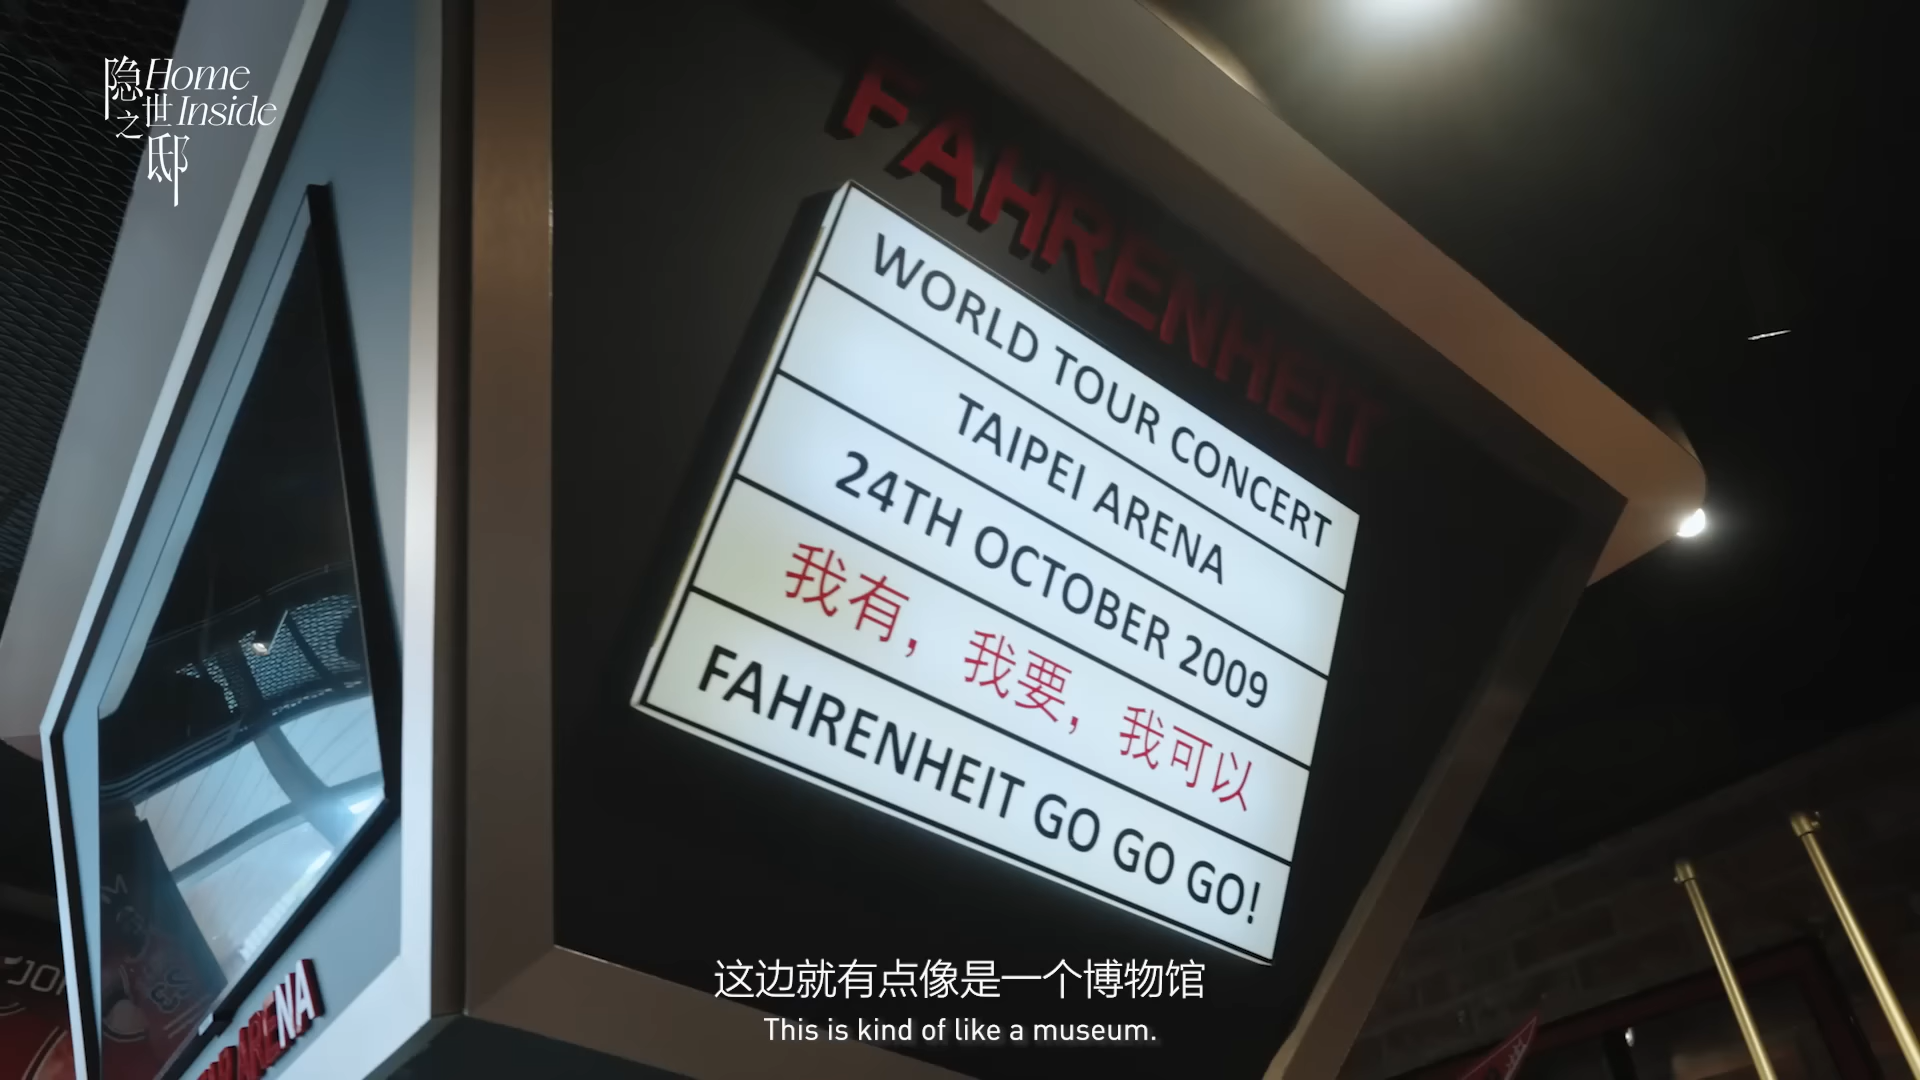 隐世之邸
Home
Inside
FAHRENHEIT
WORLD TOUR CONCERT
TAIPEI ARENA
24TH OCTOBER 2009
我有，我要，我可以
FAHRENHEIT GO GO GO!
ARENA
这边就有点像是一个博物馆
This is kind of like a museum.